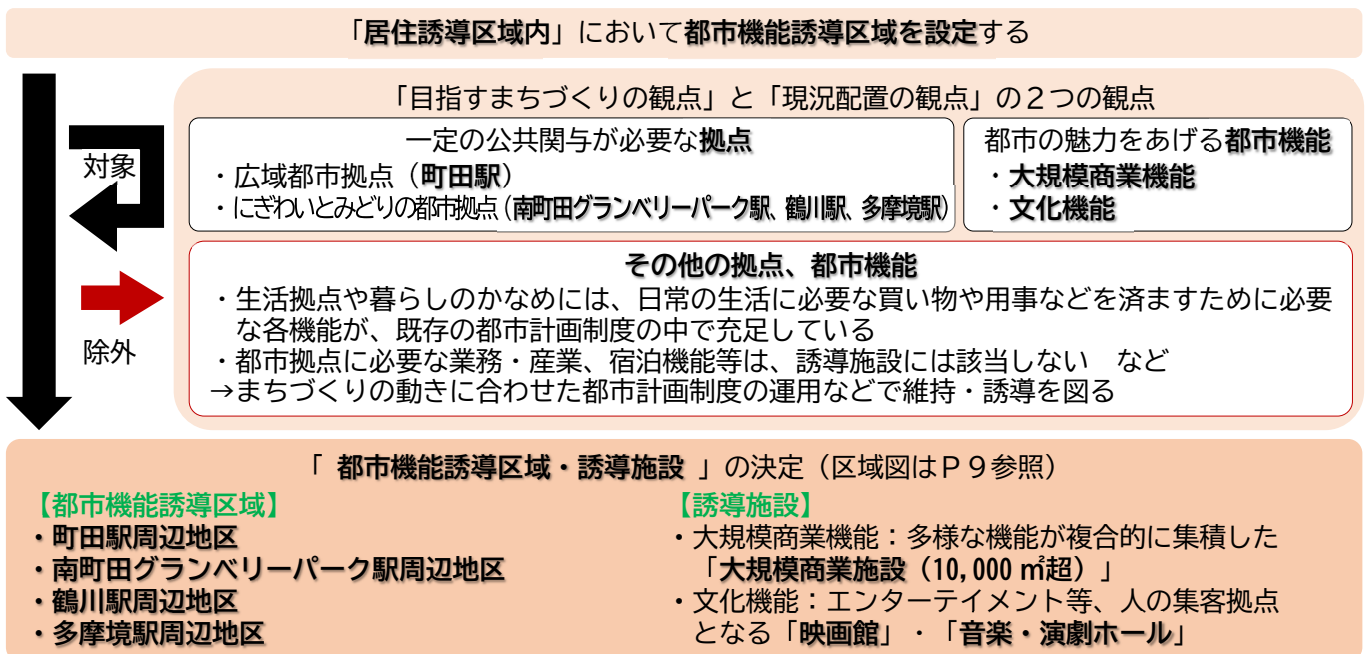 「居住誘導区域内」において都市機能誘導区域を設定する
「目指すまちづくりの観点」と「現況配置の観点」の２つの観点
対象
一定の公共関与が必要な拠点
・広域都市拠点（町田駅）
・にぎわいとみどりの都市拠点（南町田グランベリーパーク駅、鶴川駅、多摩境駅）
都市の魅力をあげる都市機能
・大規模商業機能
・文化機能
除外
その他の拠点、都市機能
・生活拠点や暮らしのかなめには、日常の生活に必要な買い物や用事などを済ますために必要
な各機能が、既存の都市計画制度の中で充足している
・都市拠点に必要な業務・産業、宿泊機能等は、誘導施設には該当しない　など
→まちづくりの動きに合わせた都市計画制度の運用などで維持・誘導を図る
「 都市機能誘導区域・誘導施設 」の決定（区域図はＰ９参照）
【都市機能誘導区域】
・町田駅周辺地区
・南町田グランベリーパーク駅周辺地区
・鶴川駅周辺地区
・多摩境駅周辺地区
【誘導施設】
・大規模商業機能：多様な機能が複合的に集積した
「大規模商業施設（10,000 ㎡超）」
・文化機能：エンターテイメント等、人の集客拠点
となる「映画館」・「音楽・演劇ホール」